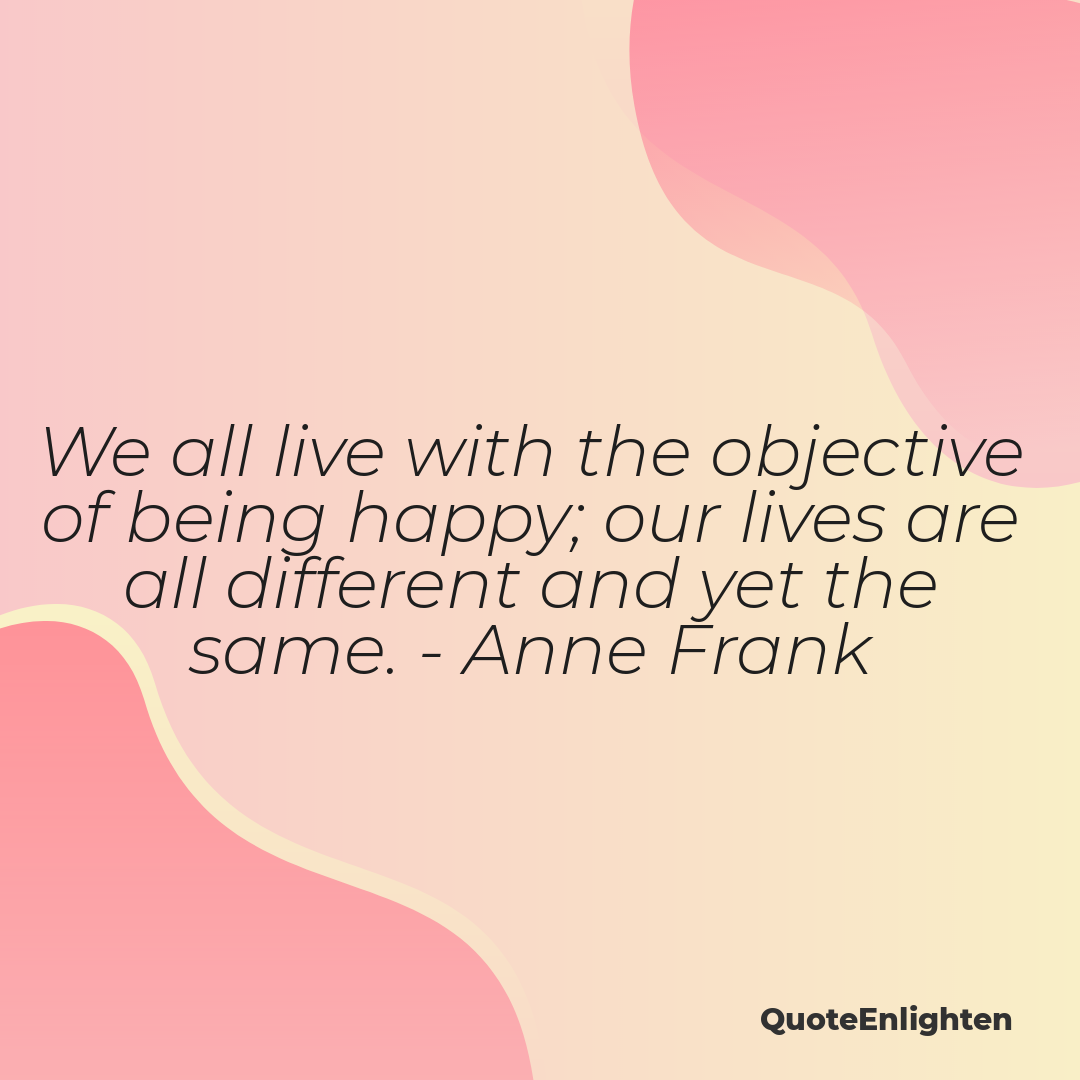 We all live with the objective
of being happy; our lives are
all different and yet the
same. - Anne Frank
QuoteEnlighten